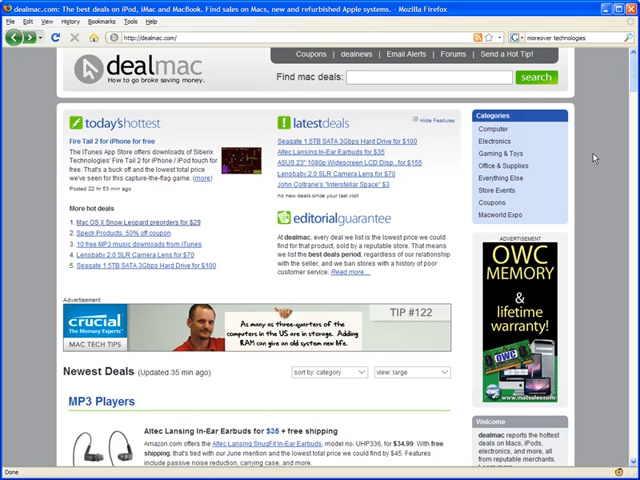 dealmac.com: The best deals on iPod, iMac and MacBook. Find sales on Macs, new and refurbished Apple systems. - Mozilla Firefox
File Edit View History Bookmarks Tools Help
http://dealmac.com/
moreover technologies
Coupons | dealnews | Email Alerts | Forums | Send a Hot Tip!
dealmac
How to go broke saving money.
Find mac deals:
search
today'shottest
Fire Tail 2 for iPhone for free
The iTunes App Store offers downloads of Siberix
Technologies' Fire Tail 2 for iPhone / iPod touch for
free. That's a buck off and the lowest total price
we've seen for this capture-the-flag game. (more)
Posted 22 hr 53 min ago
More hot deals
1. Mac OS X Snow Leopard preorders for $29
2. Speck Products: 50% off coupon
3. 10 free MP3 music downloads from iTunes
4. Lensbaby 2.0 SLR Camera Lens for $70
5. Seagate 1.5TB SATA 3Gbps Hard Drive for $100
latestdeals
Hide Features
Seagate 1.5TB SATA 3Gbps Hard Drive for $100
Altec Lansing In-Ear Earbuds for $35
ASUS 23" 1080p Widescreen LCD Disp...for $155
Lensbaby 2.0 SLR Camera Lens for $70
John Coltrane's "Interstellar Space" $3
no new deals since your last visit
editorialguarantee
At dealmac, every deal we list is the lowest price we could
find for that product, sold by a reputable store. That means
we list the best deals period, regardless of our relationship
with the seller, and we ban stores with a history of poor
customer service. Read more...
Categories
Computer
Electronics
Gaming & Toys
Office & Supplies
Everything Else
Store Events
Coupons
Macworld Expo
ADVERTISEMENT
OWC
MEMORY
&
lifetime
warranty!
OWC
www.macsales.com
Advertisement
crucial
The Memory Experts
MAC TECH TIPS
As many as three-quarters of the
computers in the US are in storage. Adding
RAM can give an old system new life.
TIP #122
Newest Deals (Updated 35 min ago)
sort by: category
view: large
MP3 Players
Altec Lansing In-Ear Earbuds for $35 + free shipping
Amazon.com offers the Altec Lansing SnugFit In-Ear Earbuds, model no. UHP336, for $34.99. With free
shipping, that's tied with our June mention and the lowest total price we could find by $45. Features
include passive noise reduction, carrying case, and more.
Welcome
dealmac reports the hottest
deals on Macs, iPods,
electronics, and more, all
from reputable merchants.
Done